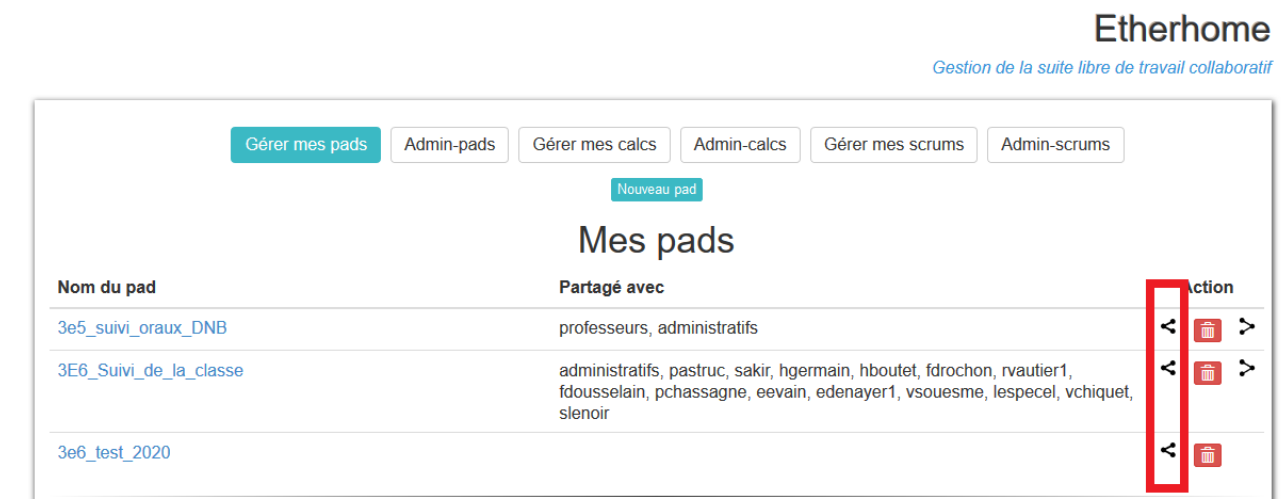 Etherhome
Gestion de la suite libre de travail collaboratif
Gérer mes pads Admin-pads Gérer mes calcs Admin-calcs Gérer mes scrums Admin-scrums
Nouveau pad
Mes pads
Nom du pad Partagé avec Action
3e5_suivi_oraux_DNB professeurs, administratifs
3E6_Suivi_de_la_classe administratifs, pastruc, sakir, hgermain, hboutet, fdrochon, rvautier1,
fdousselain, pchassagne, eevain, edenayer1, vsouesme, lespecel, vchiquet,
slenoir
3e6_test_2020